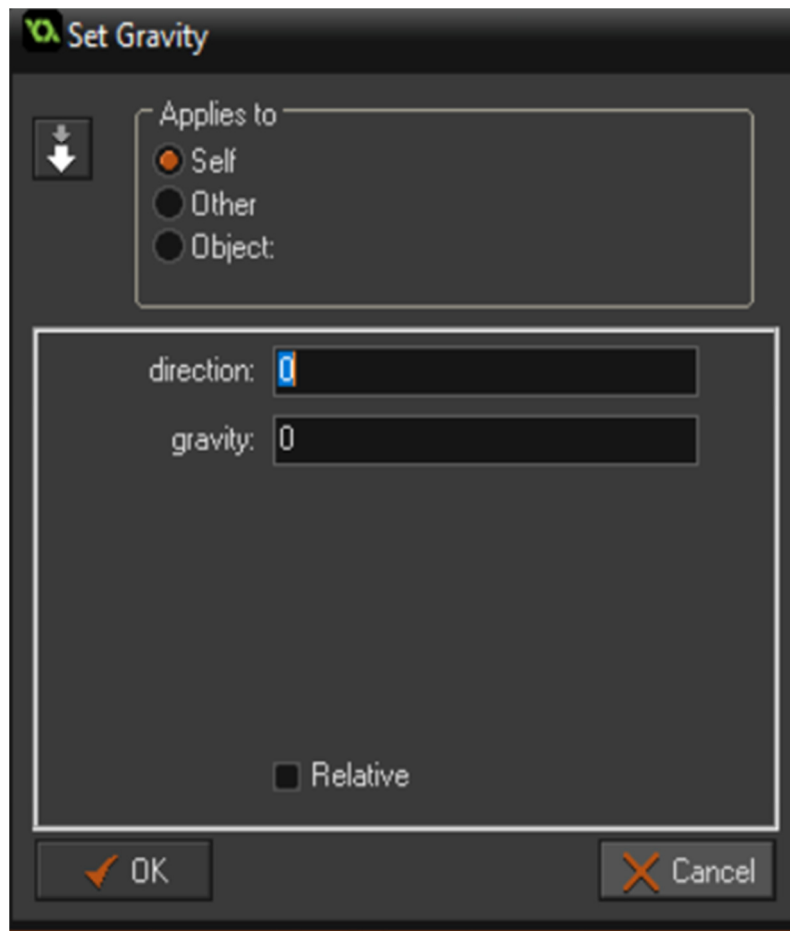 Set Gravity
Applies to
Self
Other
Object:
direction: 0
gravity: 0
Relative
OK Cancel